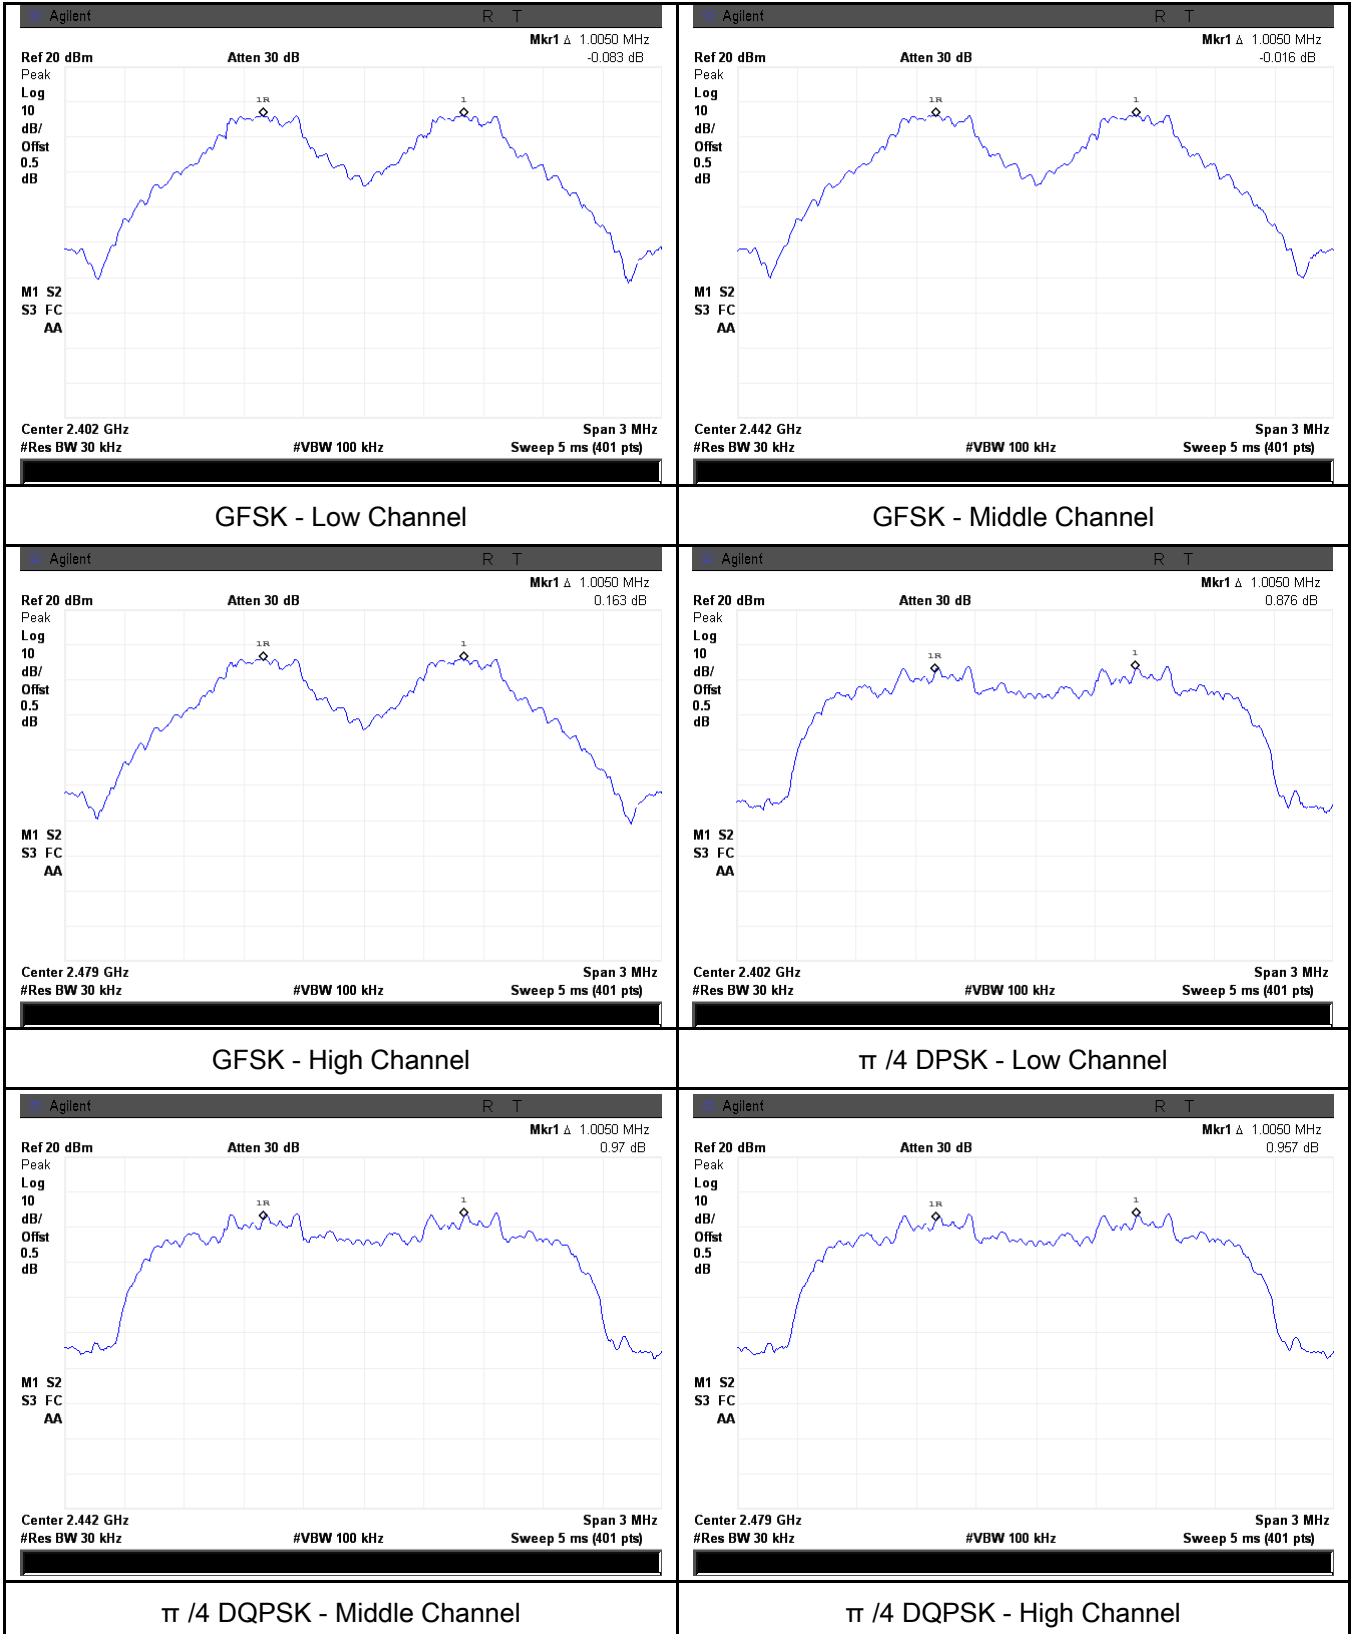 Agilent R T
Mkr1 Δ 1.0050 MHz
Ref 20 dBm Atten 30 dB -0.083 dB
Peak
Log
10
dB/
Offst
0.5
dB
1R 1
M1 S2
S3 FC
AA
Center 2.402 GHz Span 3 MHz
#Res BW 30 kHz #VBW 100 kHz Sweep 5 ms (401 pts)
GFSK - Low Channel
Agilent R T
Mkr1 Δ 1.0050 MHz
Ref 20 dBm Atten 30 dB -0.016 dB
Peak
Log
10
dB/
Offst
0.5
dB
1R 1
M1 S2
S3 FC
AA
Center 2.442 GHz Span 3 MHz
#Res BW 30 kHz #VBW 100 kHz Sweep 5 ms (401 pts)
GFSK - Middle Channel
Agilent R T
Mkr1 Δ 1.0050 MHz
Ref 20 dBm Atten 30 dB 0.163 dB
Peak
Log
10
dB/
Offst
0.5
dB
1R 1
M1 S2
S3 FC
AA
Center 2.479 GHz Span 3 MHz
#Res BW 30 kHz #VBW 100 kHz Sweep 5 ms (401 pts)
GFSK - High Channel
Agilent R T
Mkr1 Δ 1.0050 MHz
Ref 20 dBm Atten 30 dB 0.876 dB
Peak
Log
10
dB/
Offst
0.5
dB
1R 1
M1 S2
S3 FC
AA
Center 2.402 GHz Span 3 MHz
#Res BW 30 kHz #VBW 100 kHz Sweep 5 ms (401 pts)
π /4 DPSK - Low Channel
Agilent R T
Mkr1 Δ 1.0050 MHz
Ref 20 dBm Atten 30 dB 0.97 dB
Peak
Log
10
dB/
Offst
0.5
dB
1R 1
M1 S2
S3 FC
AA
Center 2.442 GHz Span 3 MHz
#Res BW 30 kHz #VBW 100 kHz Sweep 5 ms (401 pts)
π /4 DQPSK - Middle Channel
Agilent R T
Mkr1 Δ 1.0050 MHz
Ref 20 dBm Atten 30 dB 0.957 dB
Peak
Log
10
dB/
Offst
0.5
dB
1R 1
M1 S2
S3 FC
AA
Center 2.479 GHz Span 3 MHz
#Res BW 30 kHz #VBW 100 kHz Sweep 5 ms (401 pts)
π /4 DQPSK - High Channel